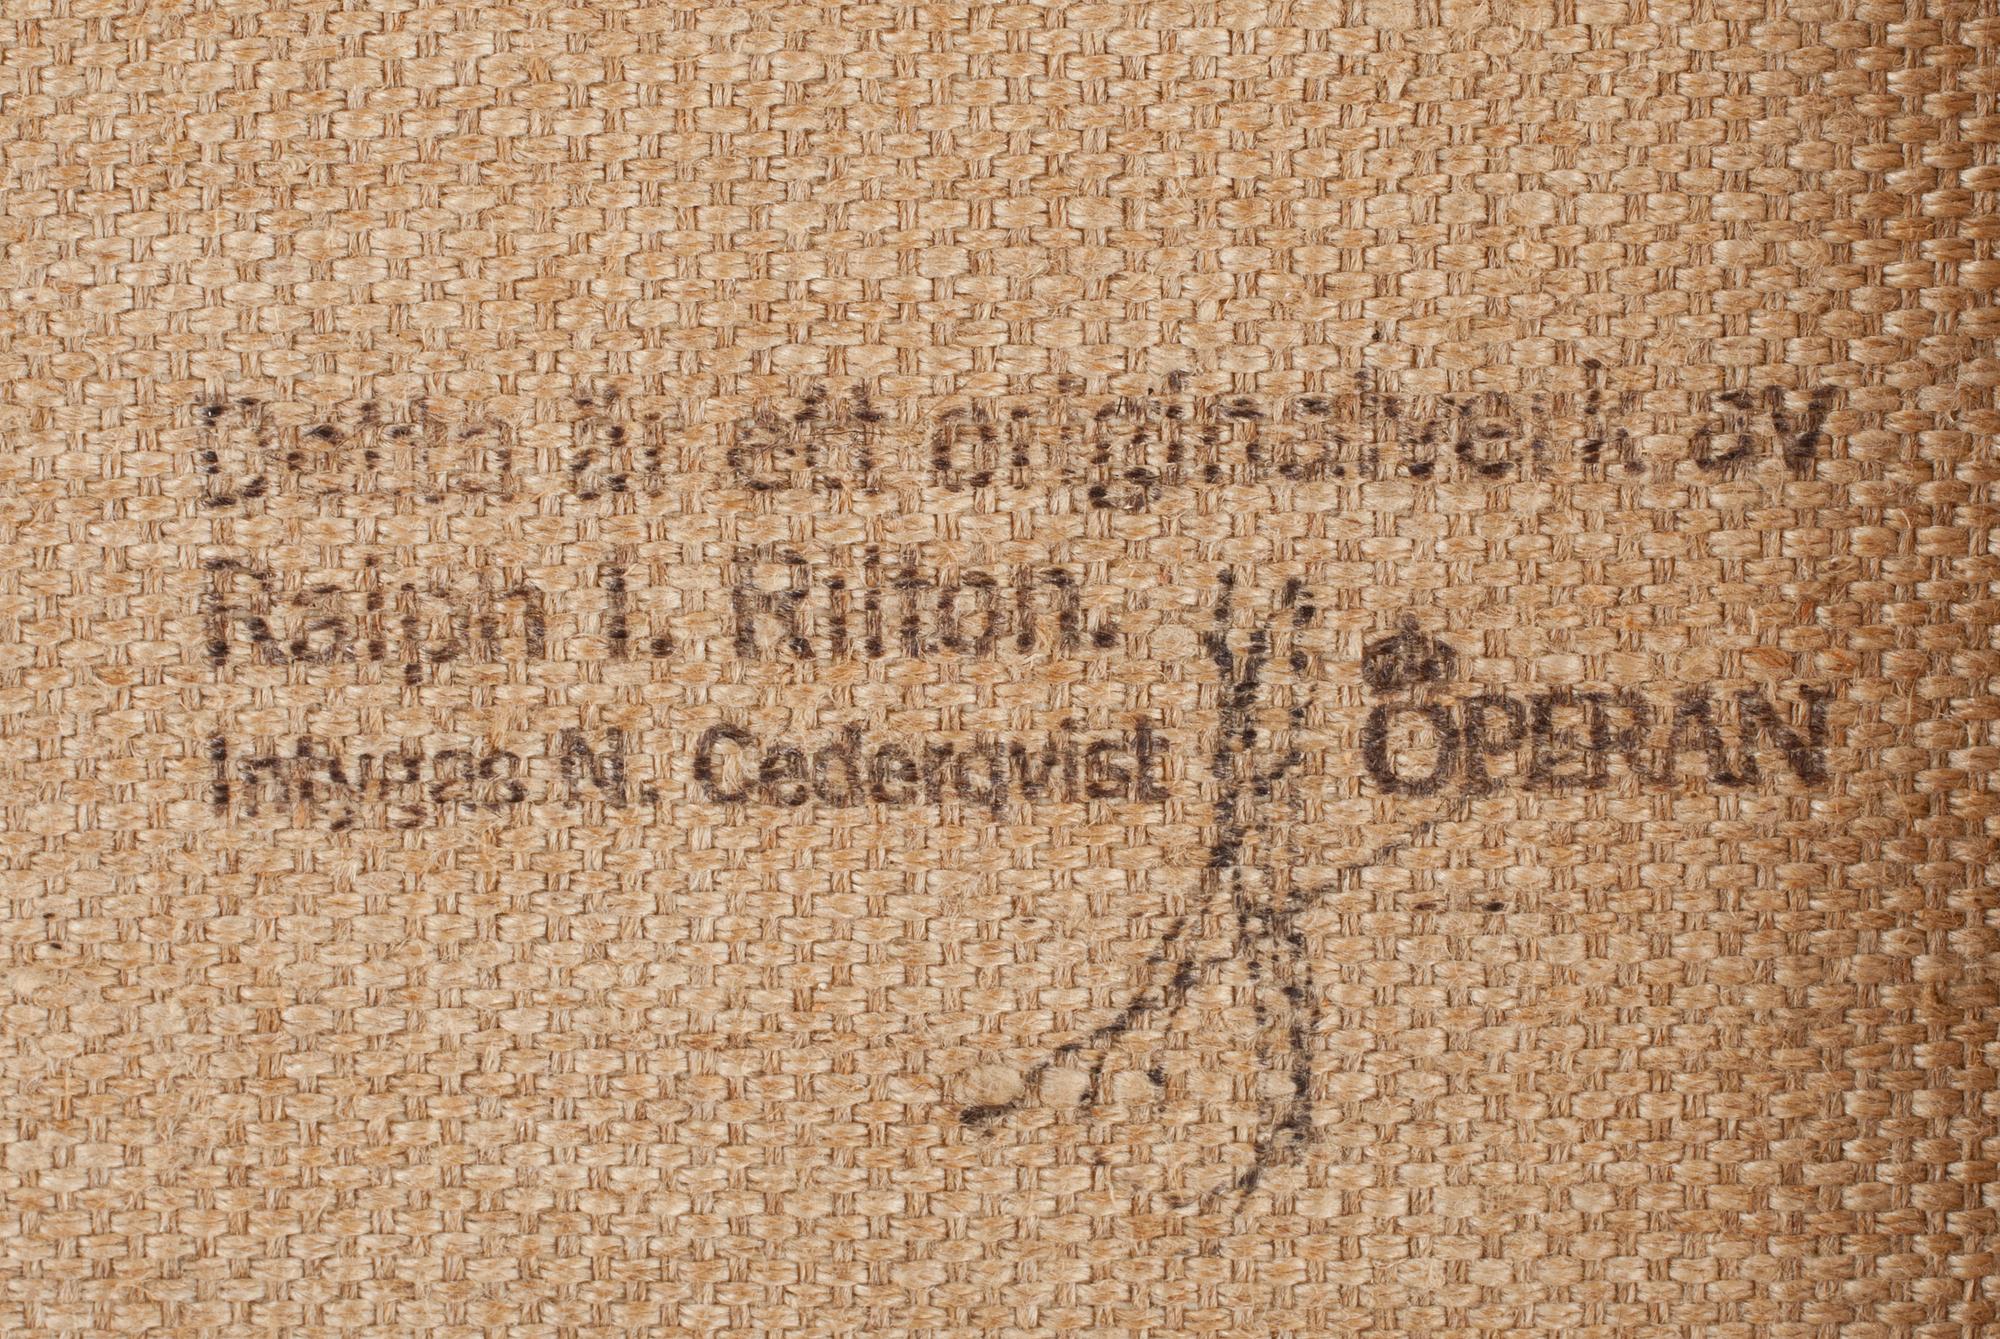 Detta är ett originalverk av
Ralph I. Rilton.
Intygas N. Cederqvist
OPERAN